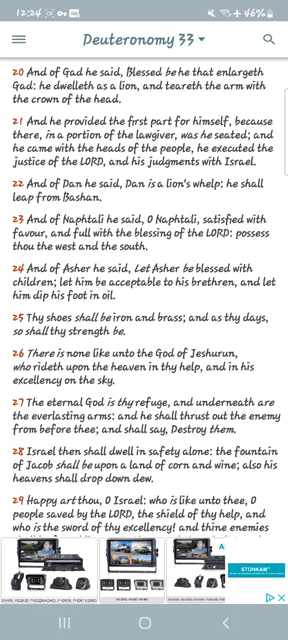 12:24
46%
Deuteronomy 33
20 And of Gad he said, Blessed be he that enlargeth
Gad: he dwelleth as a lion, and teareth the arm with
the crown of the head.
21 And he provided the first part for himself, because
there, in a portion of the lawgiver, was he seated; and
he came with the heads of the people, he executed the
justice of the LORD, and his judgments with Israel.
22 And of Dan he said, Dan is a lion's whelp: he shall
leap from Bashan.
23 And of Naphtali he said, O Naphtali, satisfied with
favour, and full with the blessing of the LORD: possess
thou the west and the south.
24 And of Asher he said, Let Asher be blessed with
children; let him be acceptable to his brethren, and let
him dip his foot in oil.
25 Thy shoes shall be iron and brass; and as thy days,
so shall thy strength be.
26 There is none like unto the God of Jeshurun,
who rideth upon the heaven in thy help, and in his
excellency on the sky.
27 The eternal God is thy refuge, and underneath are
the everlasting arms: and he shall thrust out the enemy
from before thee; and shall say, Destroy them.
28 Israel then shall dwell in safety alone: the fountain
of Jacob shall be upon a land of corn and wine; also his
heavens shall drop down dew.
29 Happy art thou, O Israel: who is like unto thee, O
people saved by the LORD, the shield of thy help, and
who is the sword of thy excellency! and thine enemies
STONKAM